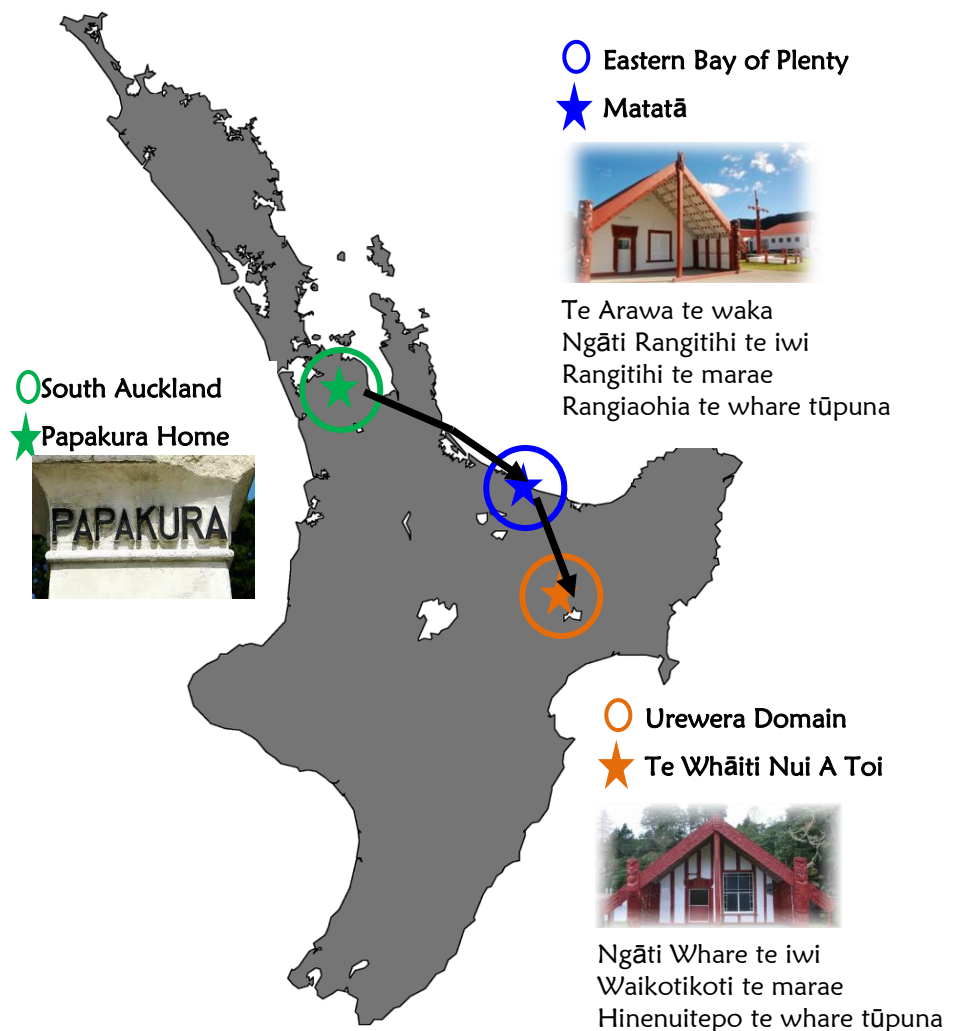 Eastern Bay of Plenty
Matatā
Te Arawa te waka
Ngāti Rangitihi te iwi
Rangitihi te marae
Rangiaohia te whare tūpuna
South Auckland
Papakura Home
PAPAKURA
Urewera Domain
Te Whāiti Nui A Toi
Ngāti Whare te iwi
Waikotikoti te marae
Hinenuitepo te whare tūpuna